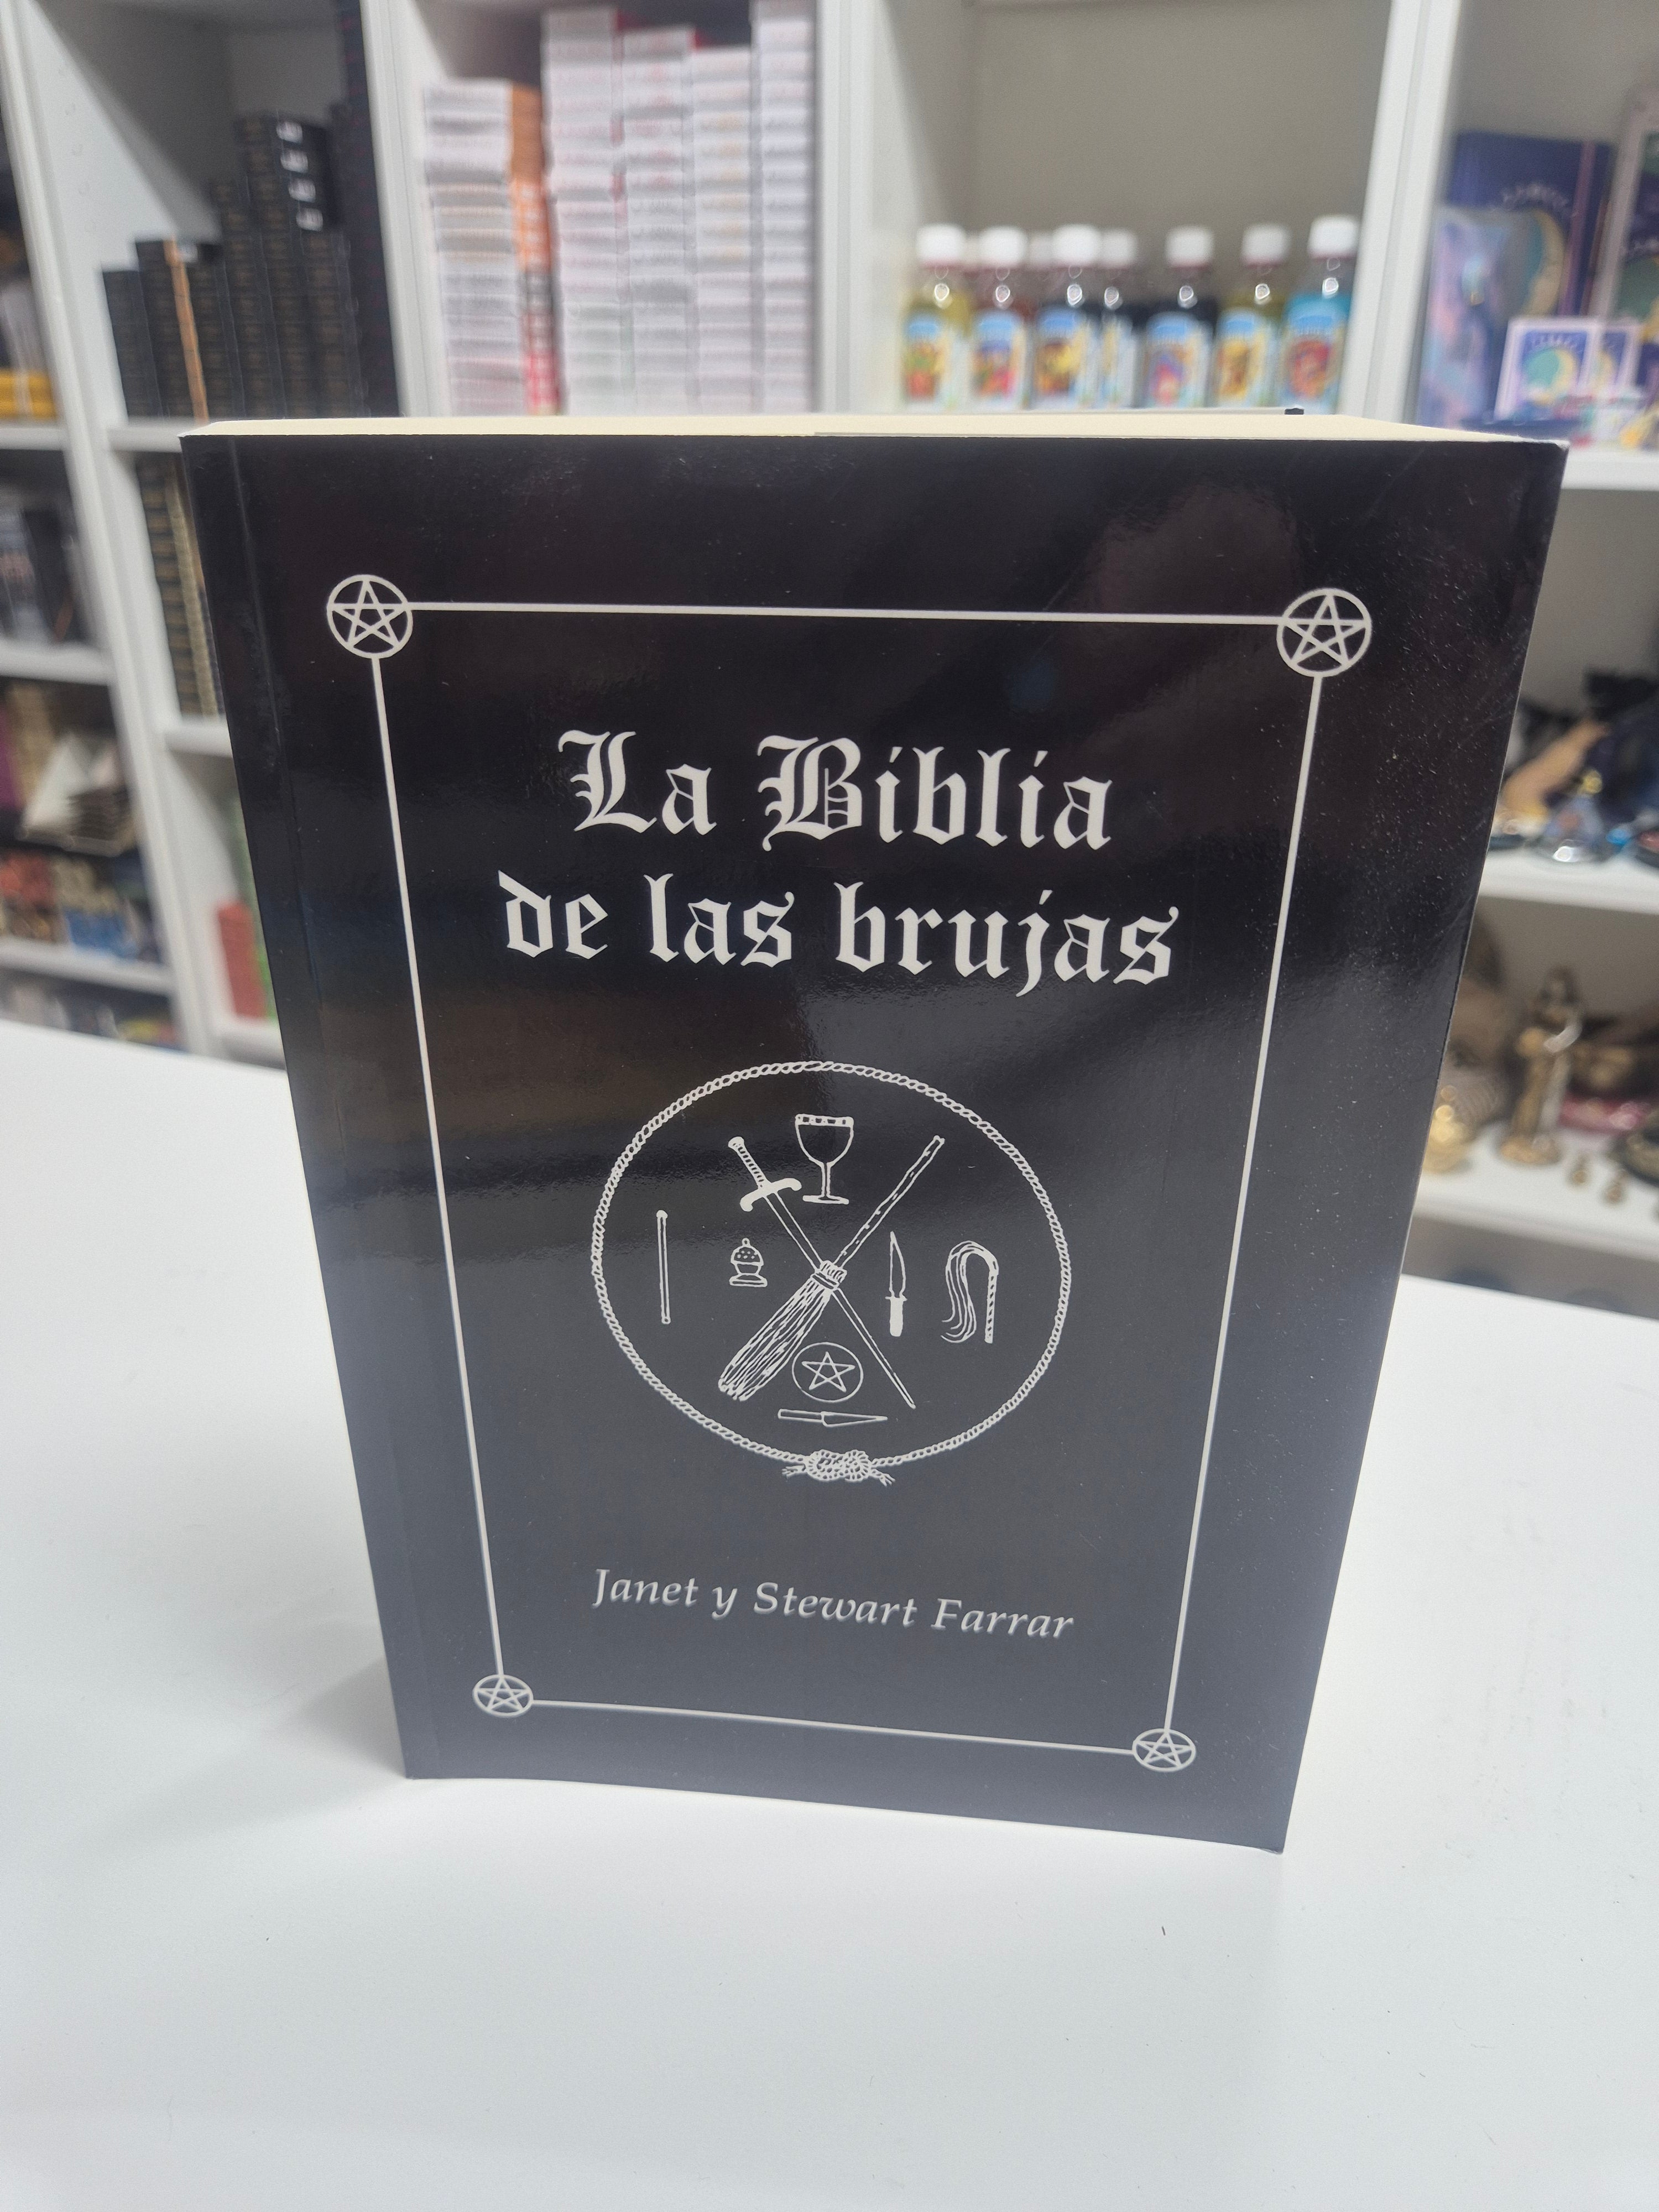 La Biblia
de las brujas
Janet y Stewart Farrar